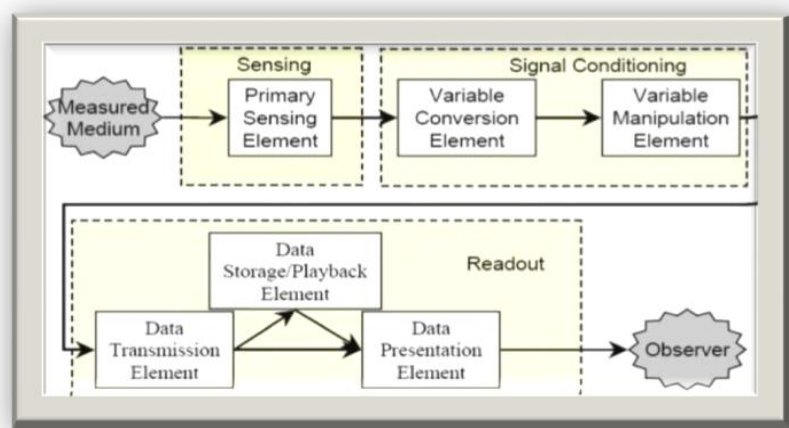 Sensing
Signal Conditioning
Measured
Medium
Primary
Sensing
Element
Variable
Conversion
Element
Variable
Manipulation
Element
Data
Storage/Playback
Element
Readout
Data
Transmission
Element
Data
Presentation
Element
Observer